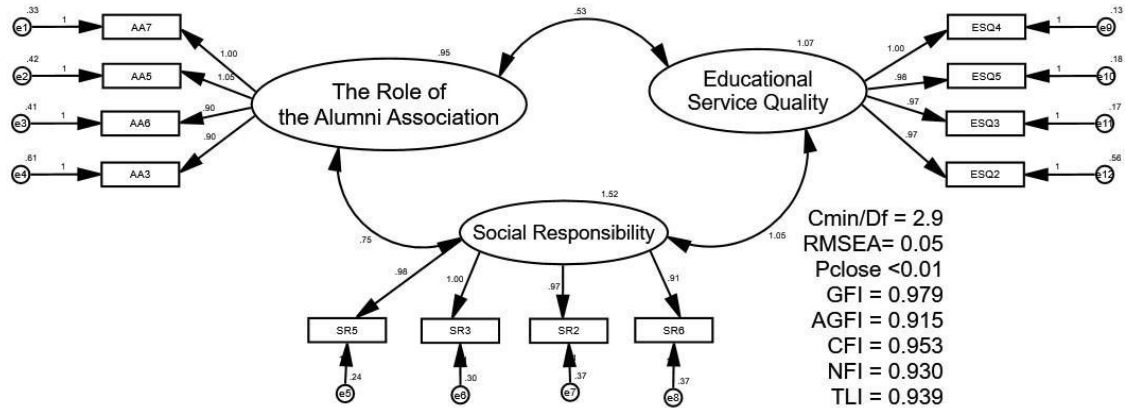 .33
e1
1
AA7
1.00
.42
e2
1
AA5
1.05
.41
e3
1
AA6
.90
.61
e4
1
AA3
.90
.95
The Role of
the Alumni Association
.53
1.07
Educational
Service Quality
1.00
ESQ4
1
.13
e9
.98
ESQ5
1
.18
e10
.97
ESQ3
1
.17
e11
.97
ESQ2
1
.56
e12
1.52
Social Responsibility
.75
1.05
.98
1.00
.97
.91
SR5
SR3
SR2
SR6
.24
.30
.37
.37
e5
e6
e7
e8
Cmin/Df = 2.9
RMSEA= 0.05
Pclose <0.01
GFI = 0.979
AGFI = 0.915
CFI = 0.953
NFI = 0.930
TLI = 0.939